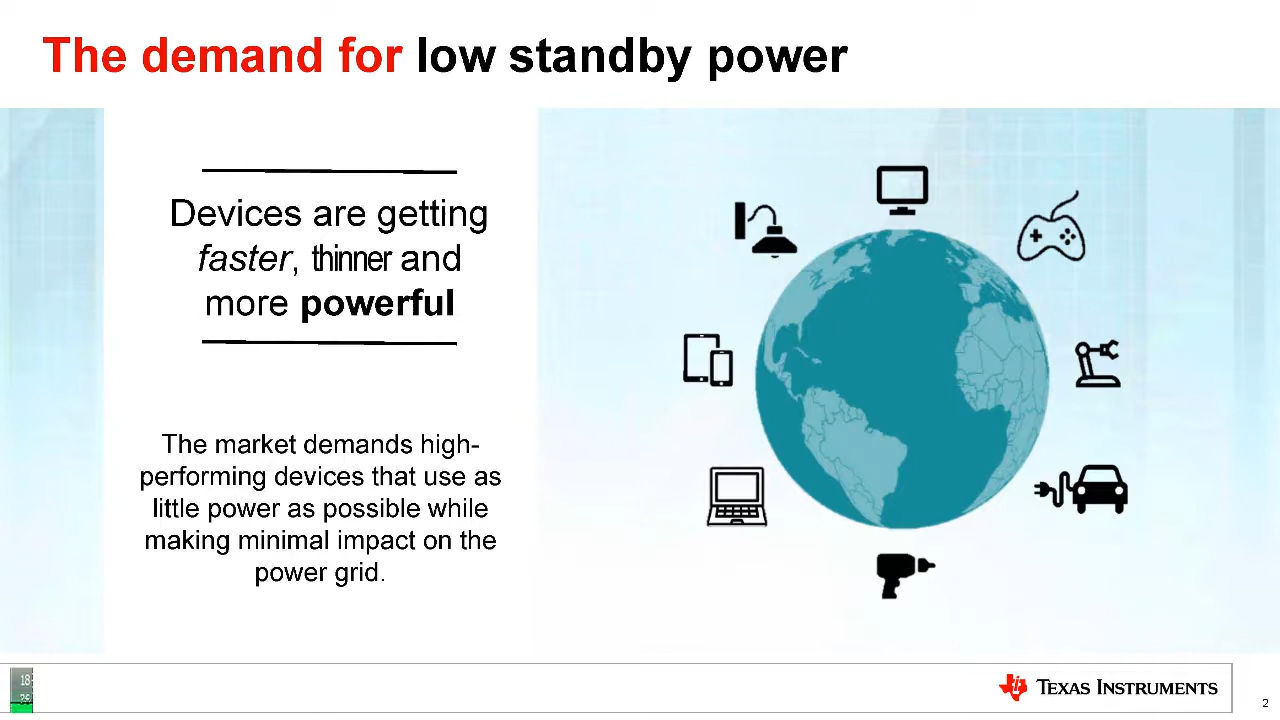 The demand for low standby power
Devices are getting
faster, thinner and
more powerful
The market demands high-
performing devices that use as
little power as possible while
making minimal impact on the
power grid.
18-
TEXAS INSTRUMENTS
2